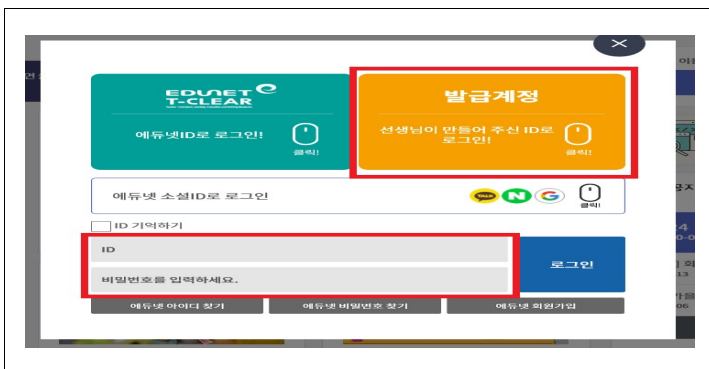 EDUNET e
T-CLEAR
에듀넷ID로 로그인!
클릭!
발급계정
선생님이 만들어 주신 ID로
로그인!
클릭!
에듀넷 소셜ID로 로그인
TALK N G
클릭!
ID 기억하기
ID
비밀번호를 입력하세요.
로그인
에듀넷 아이디 찾기
에듀넷 비밀번호 찾기
에듀넷 회원가입